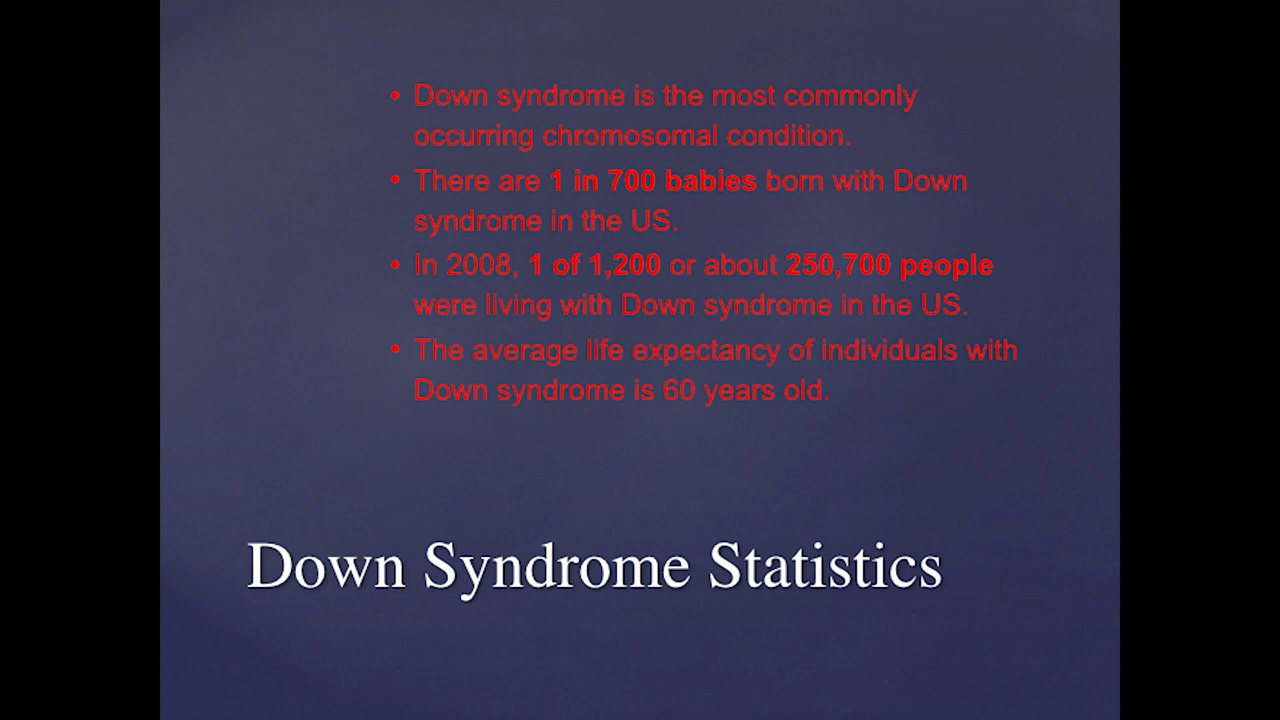 • Down syndrome is the most commonly
occurring chromosomal condition.
• There are 1 in 700 babies born with Down
syndrome in the US.
• In 2008, 1 of 1,200 or about 250,700 people
were living with Down syndrome in the US.
• The average life expectancy of individuals with
Down syndrome is 60 years old.
Down Syndrome Statistics